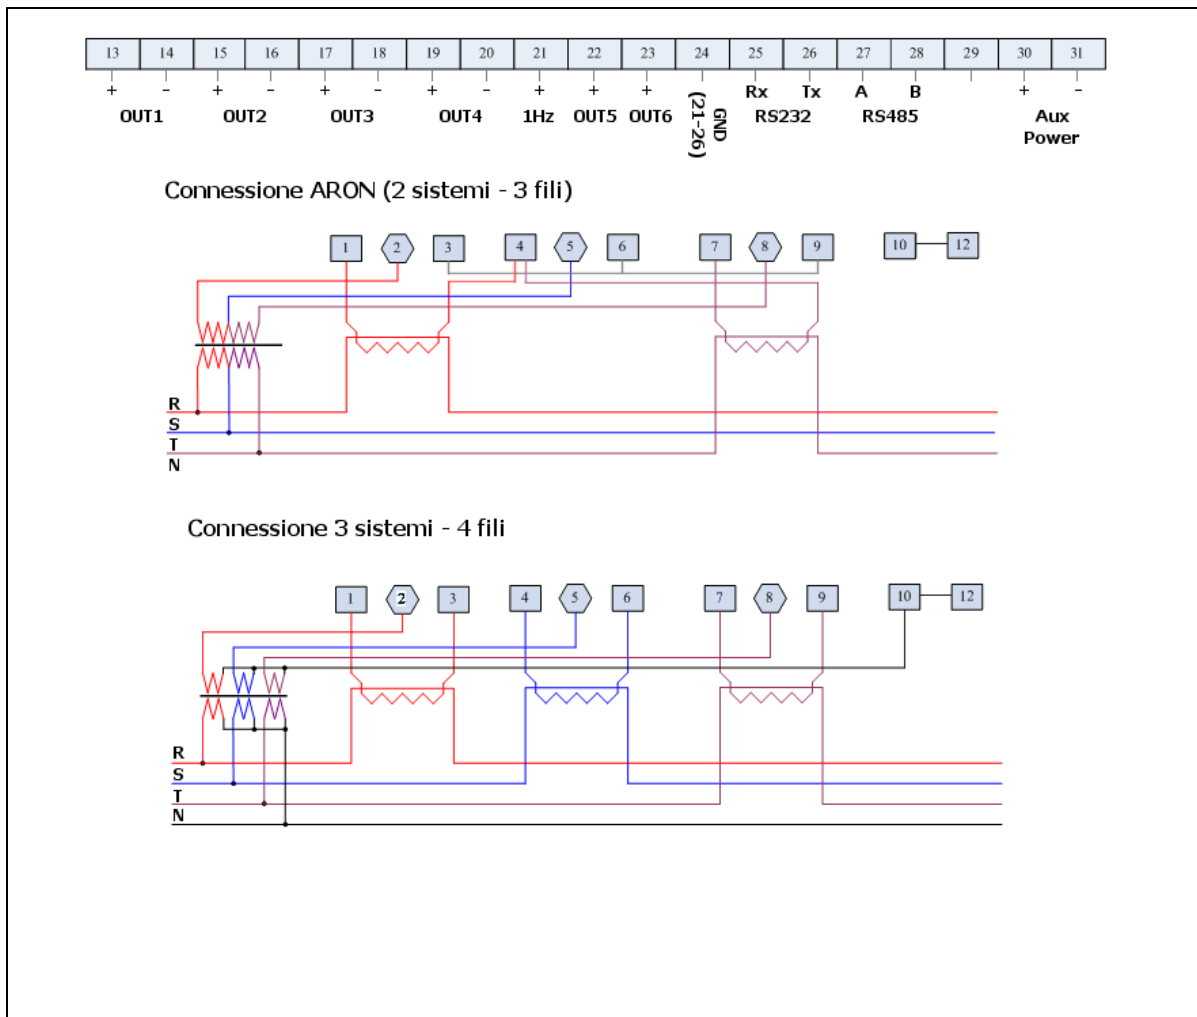 13 14 15 16 17 18 19 20 21 22 23 24 25 26 27 28 29 30 31
+ - + - + - + - + + + Rx Tx A B + -
OUT1 OUT2 OUT3 OUT4 1Hz OUT5 OUT6 GND RS232 RS485 Aux
(21-26) Power
Connessione ARON (2 sistemi - 3 fili)
1 2 3 4 5 6 7 8 9 10 12
R
S
T
N
Connessione 3 sistemi - 4 fili
1 2 3 4 5 6 7 8 9 10 12
R
S
T
N